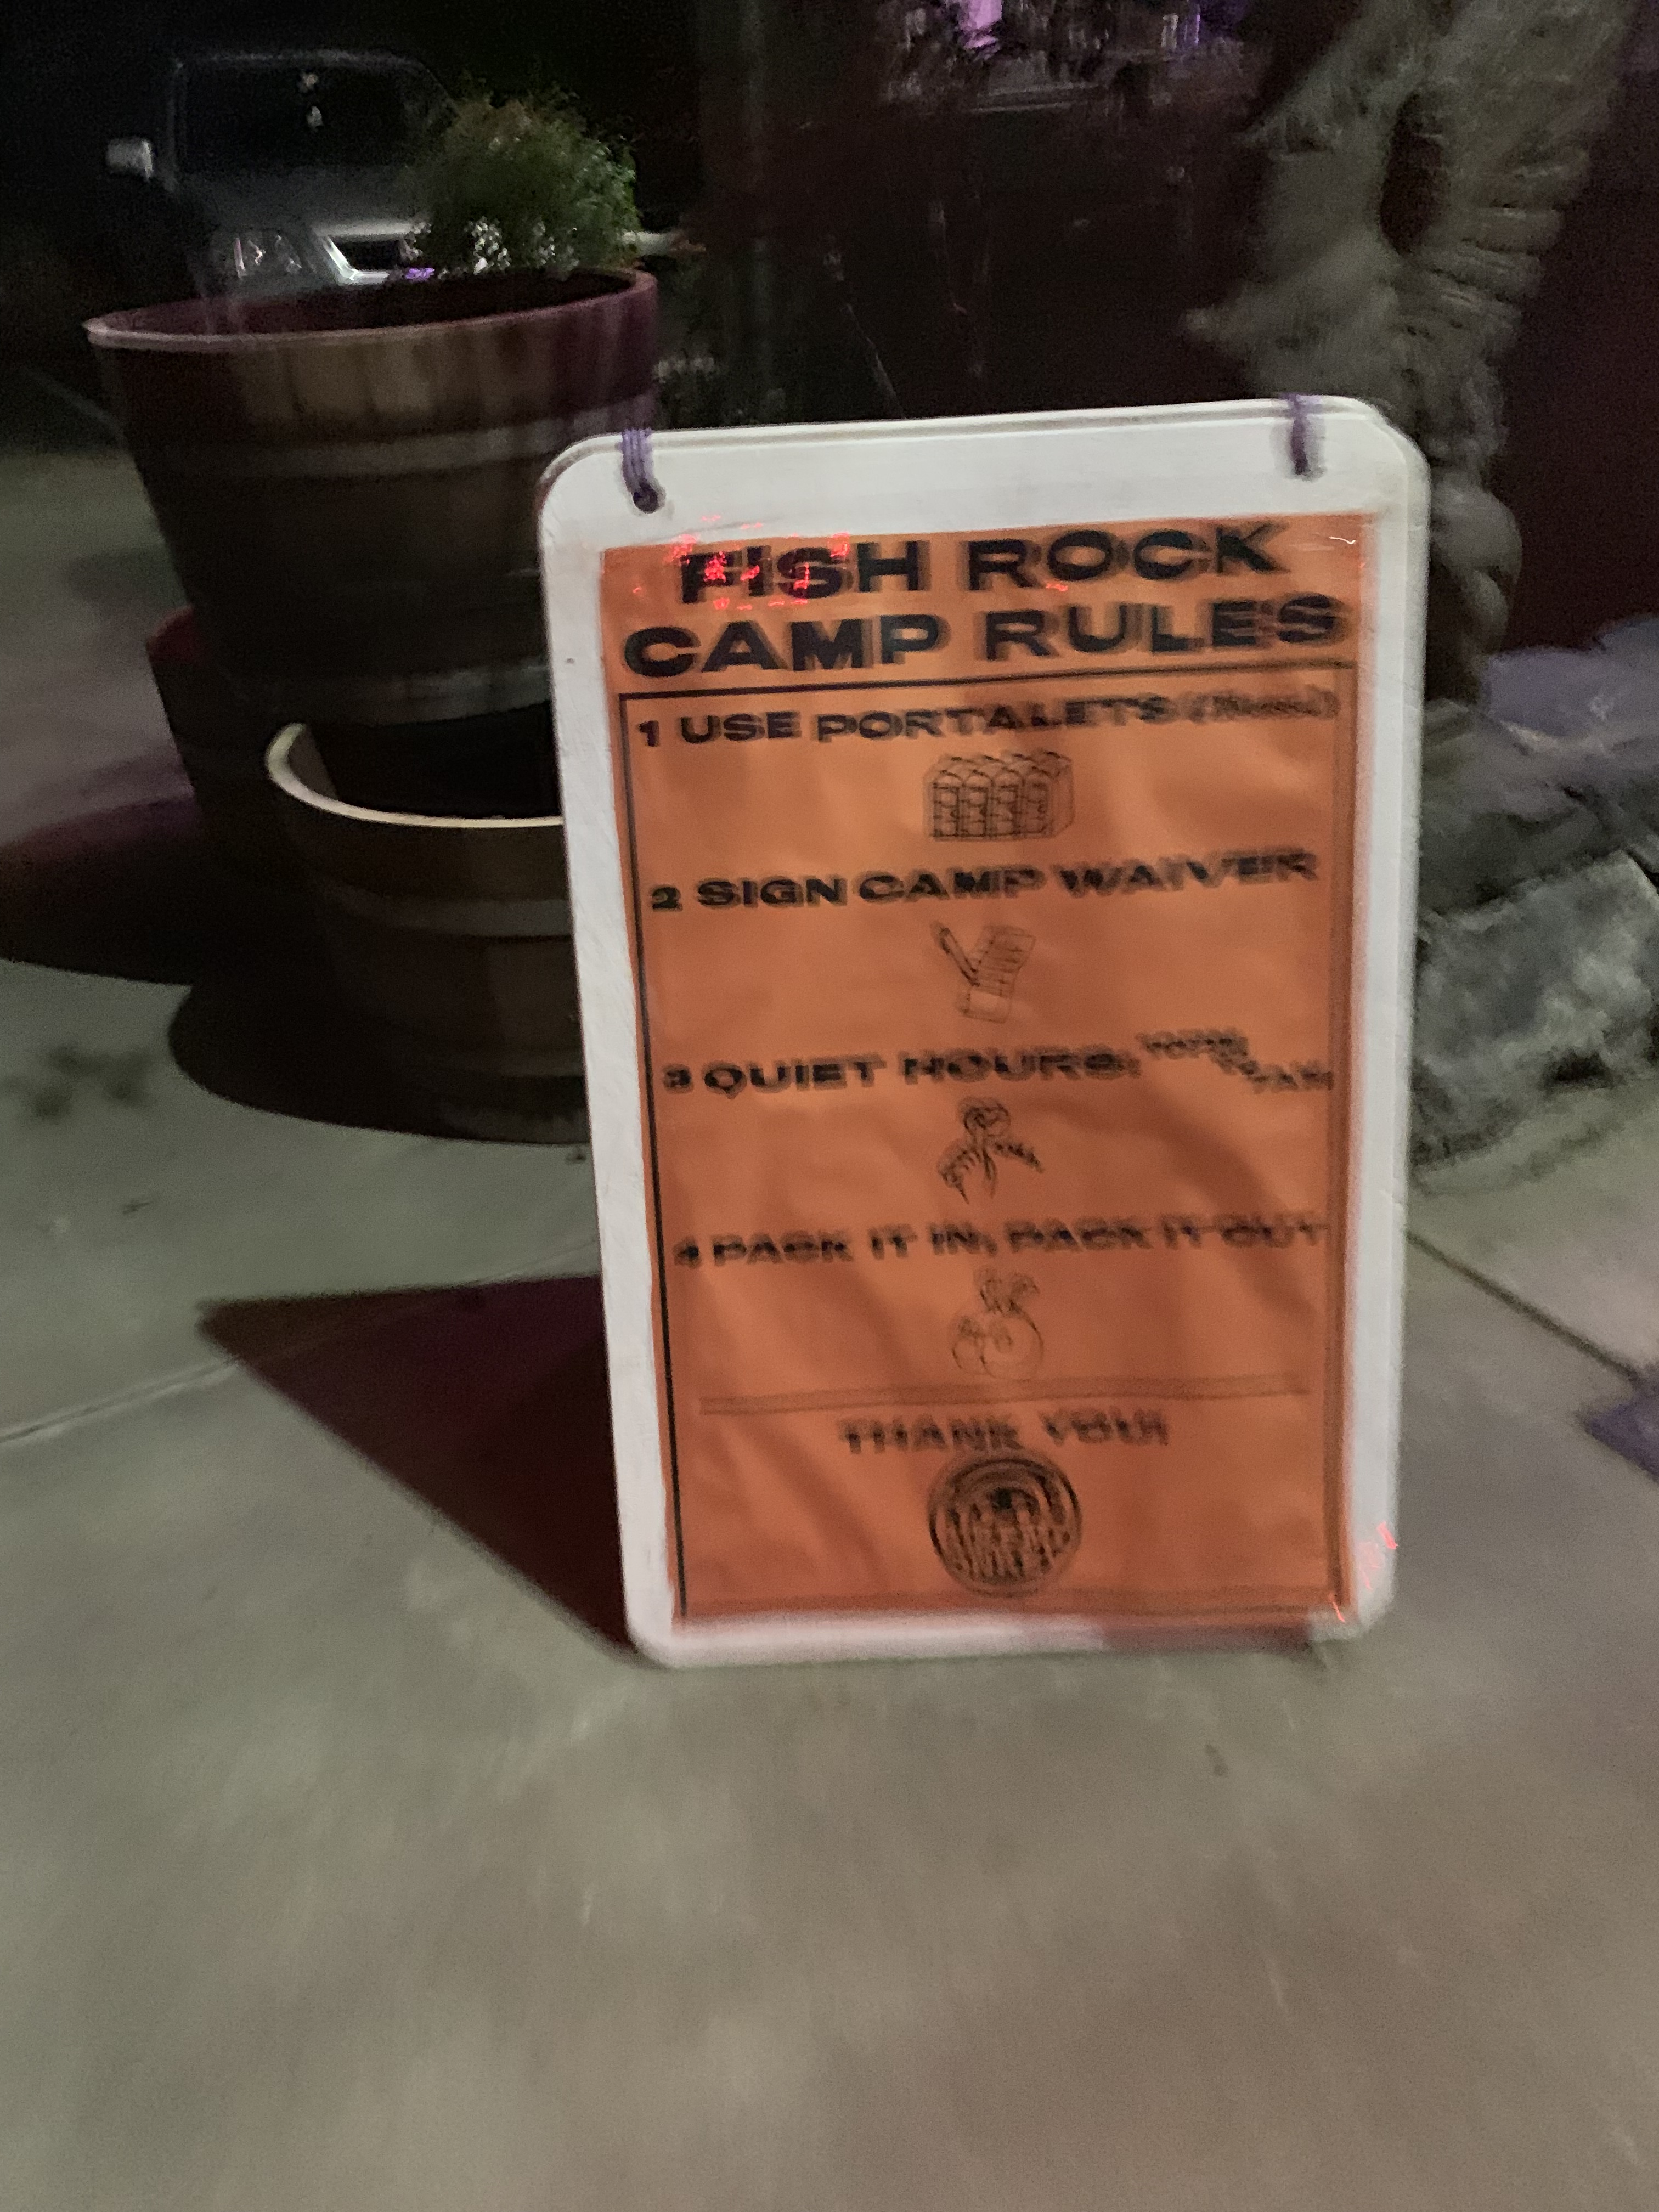 FISH ROCK
CAMP RULES
1 USE PORTALETS
2 SIGN CAMP WAIVER
3 QUIET HOURS:
4 PACK IT IN, PACK IT OUT
THANK YOU!